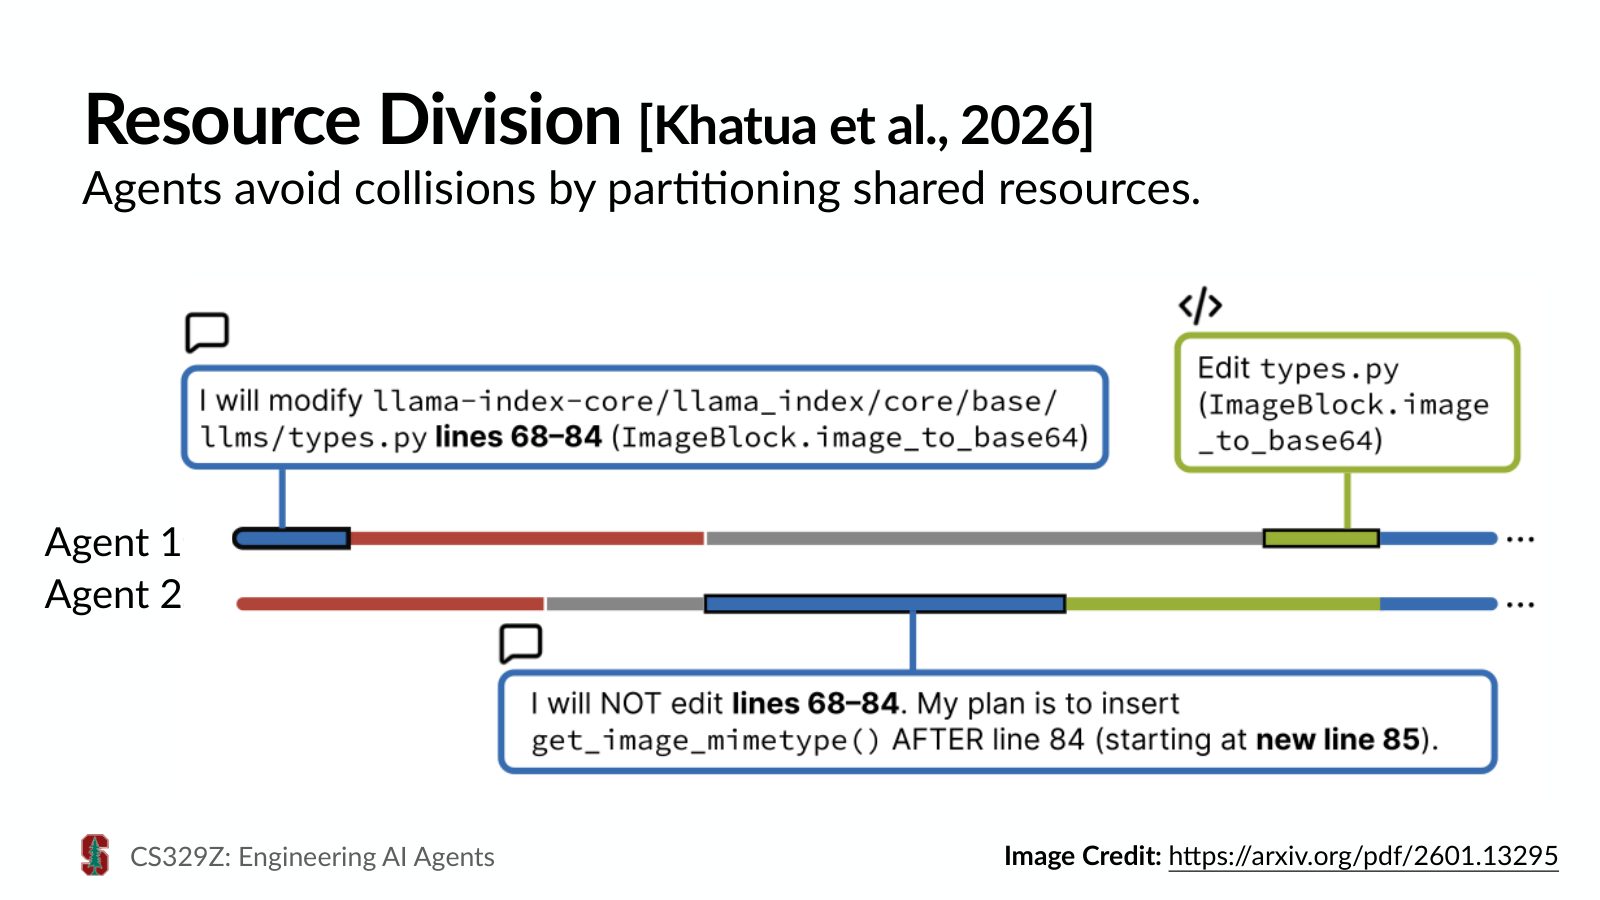 Resource Division [Khatua et al., 2026]
Agents avoid collisions by partitioning shared resources.
</>
I will modify llama-index-core/llama_index/core/base/
llms/types.py lines 68–84 (ImageBlock.image_to_base64)
Edit types.py
(ImageBlock.image
_to_base64)
Agent 1
...
Agent 2
...
I will NOT edit lines 68–84. My plan is to insert
get_image_mimetype() AFTER line 84 (starting at new line 85).
CS329Z: Engineering AI Agents
Image Credit: https://arxiv.org/pdf/2601.13295